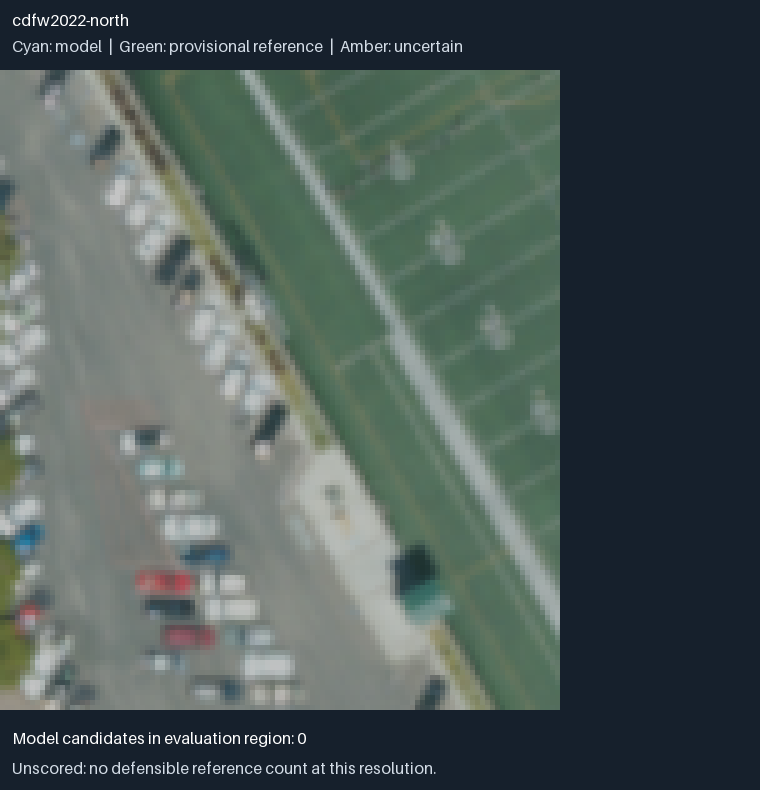 cdfw2022-north
Cyan: model | Green: provisional reference | Amber: uncertain
Model candidates in evaluation region: 0
Unscored: no defensible reference count at this resolution.